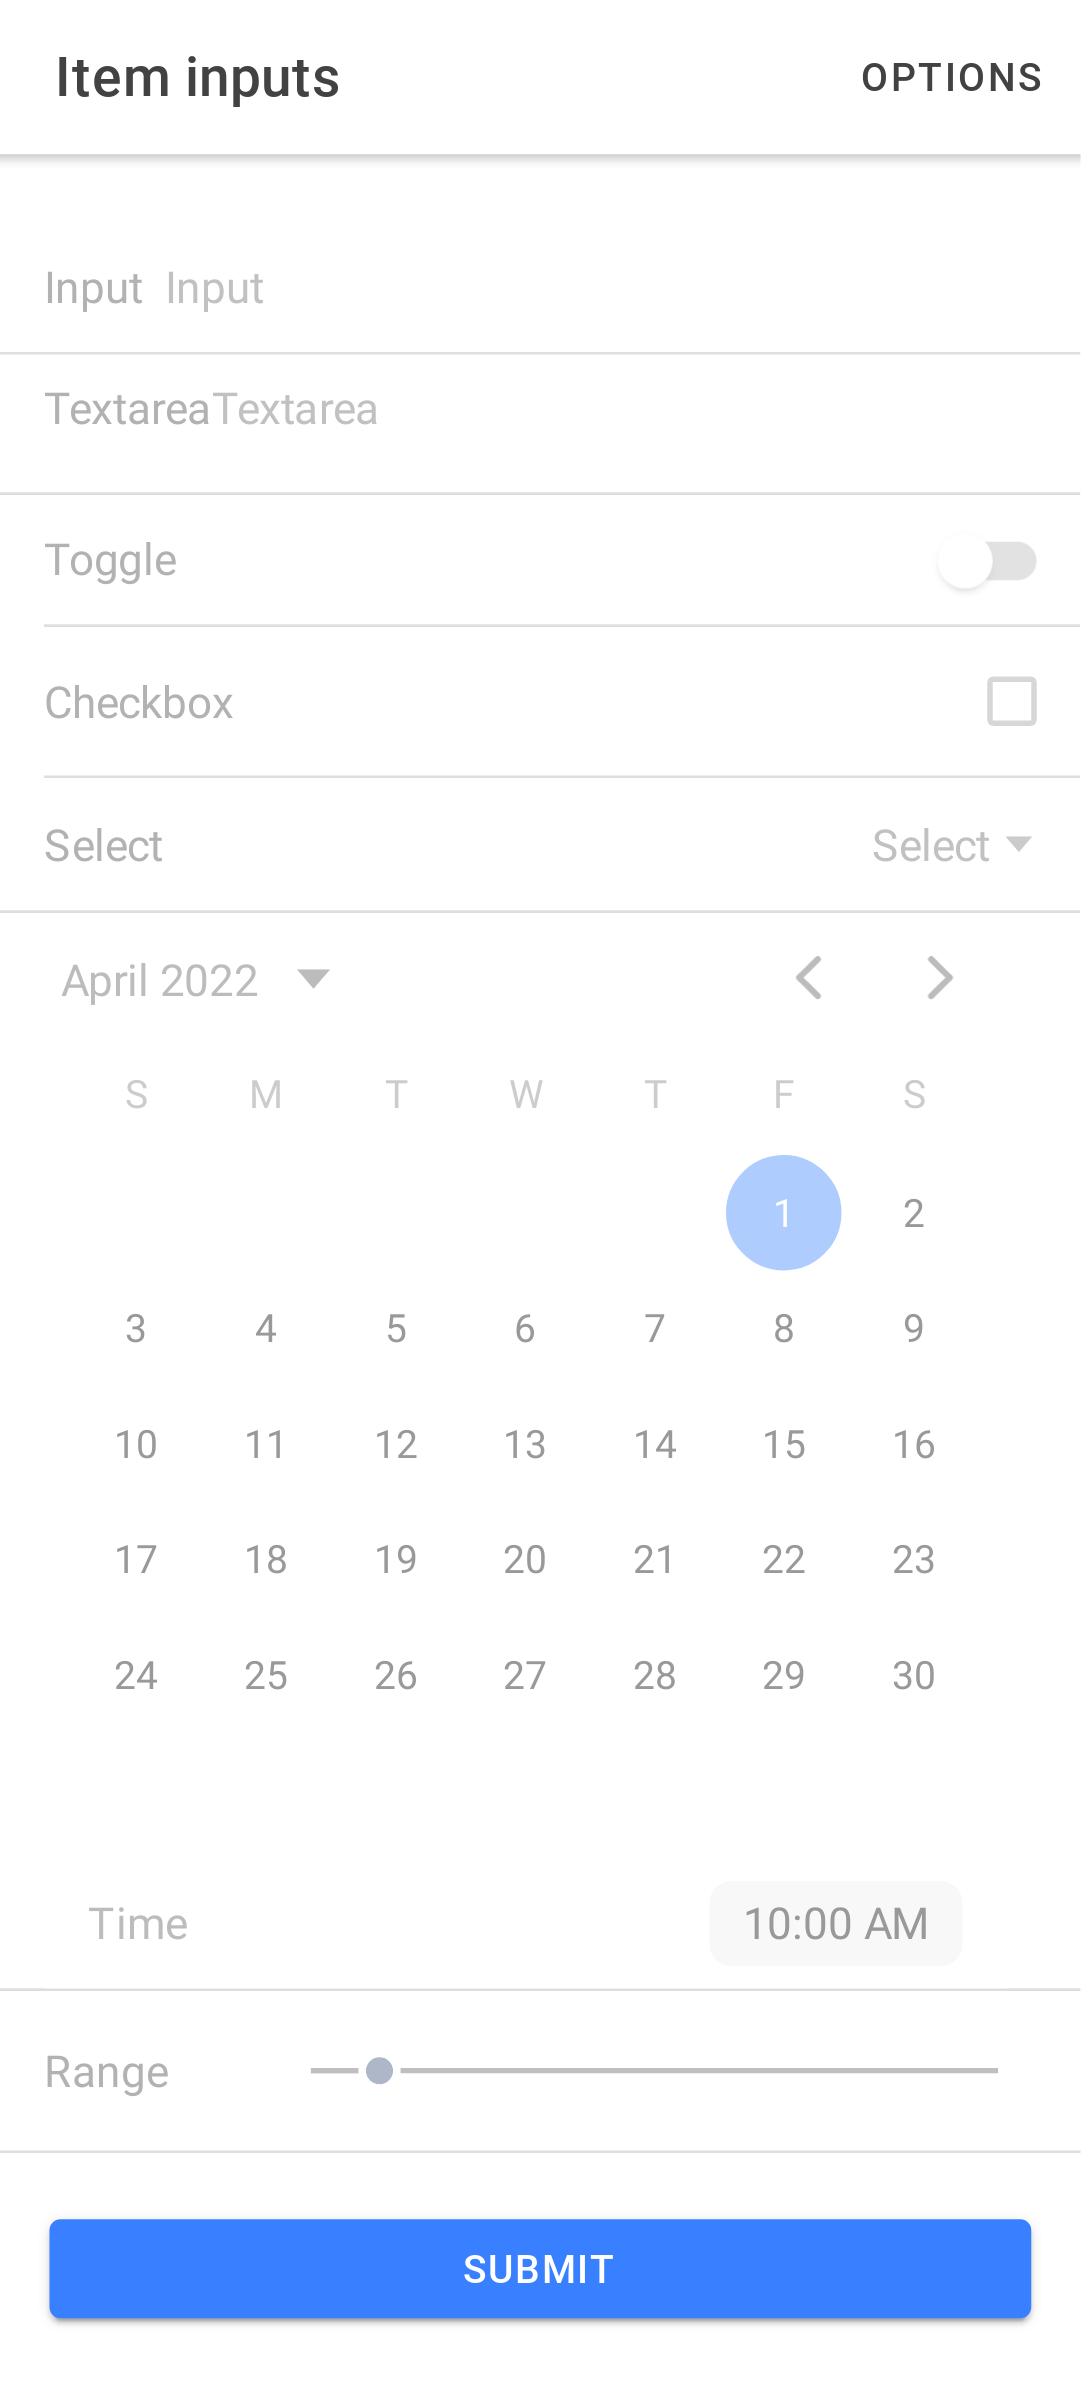 Item inputs OPTIONS
Input Input
Textarea Textarea
Toggle
Checkbox
Select Select
April 2022
S M T W T F S
1 2
3 4 5 6 7 8 9
10 11 12 13 14 15 16
17 18 19 20 21 22 23
24 25 26 27 28 29 30
Time 10:00 AM
Range
SUBMIT